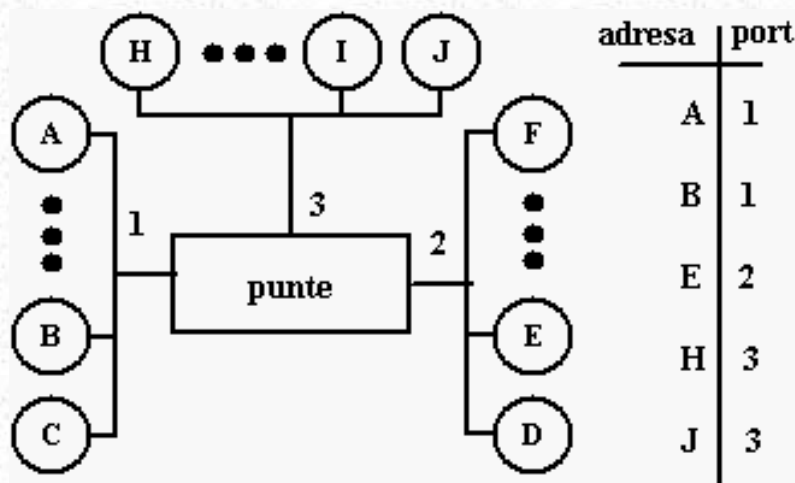 H I J
A F
1 3 2
punte
B E
C D
adresa port
A 1
B 1
E 2
H 3
J 3